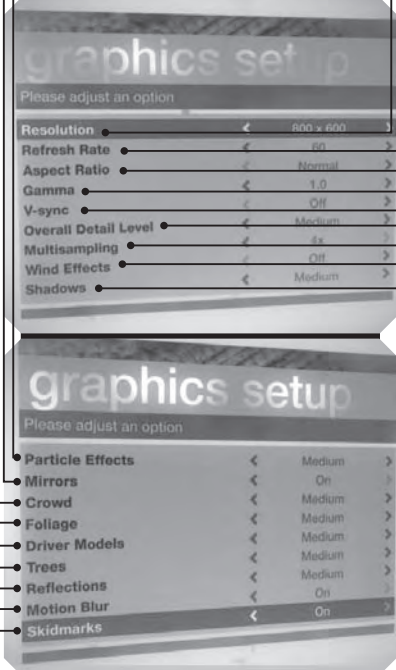 graphics setup
Please adjust an option
Resolution < 800 x 600 >
Refresh Rate < 60 >
Aspect Ratio < Normal >
Gamma < 1.0 >
V-sync < Off >
Overall Detail Level < Medium >
Multisampling < 4x >
Wind Effects < Off >
Shadows < Medium >
graphics setup
Please adjust an option
Particle Effects < Medium >
Mirrors < On >
Crowd < Medium >
Foliage < Medium >
Driver Models < Medium >
Trees < Medium >
Reflections < Medium >
Motion Blur < On >
Skidmarks < On >